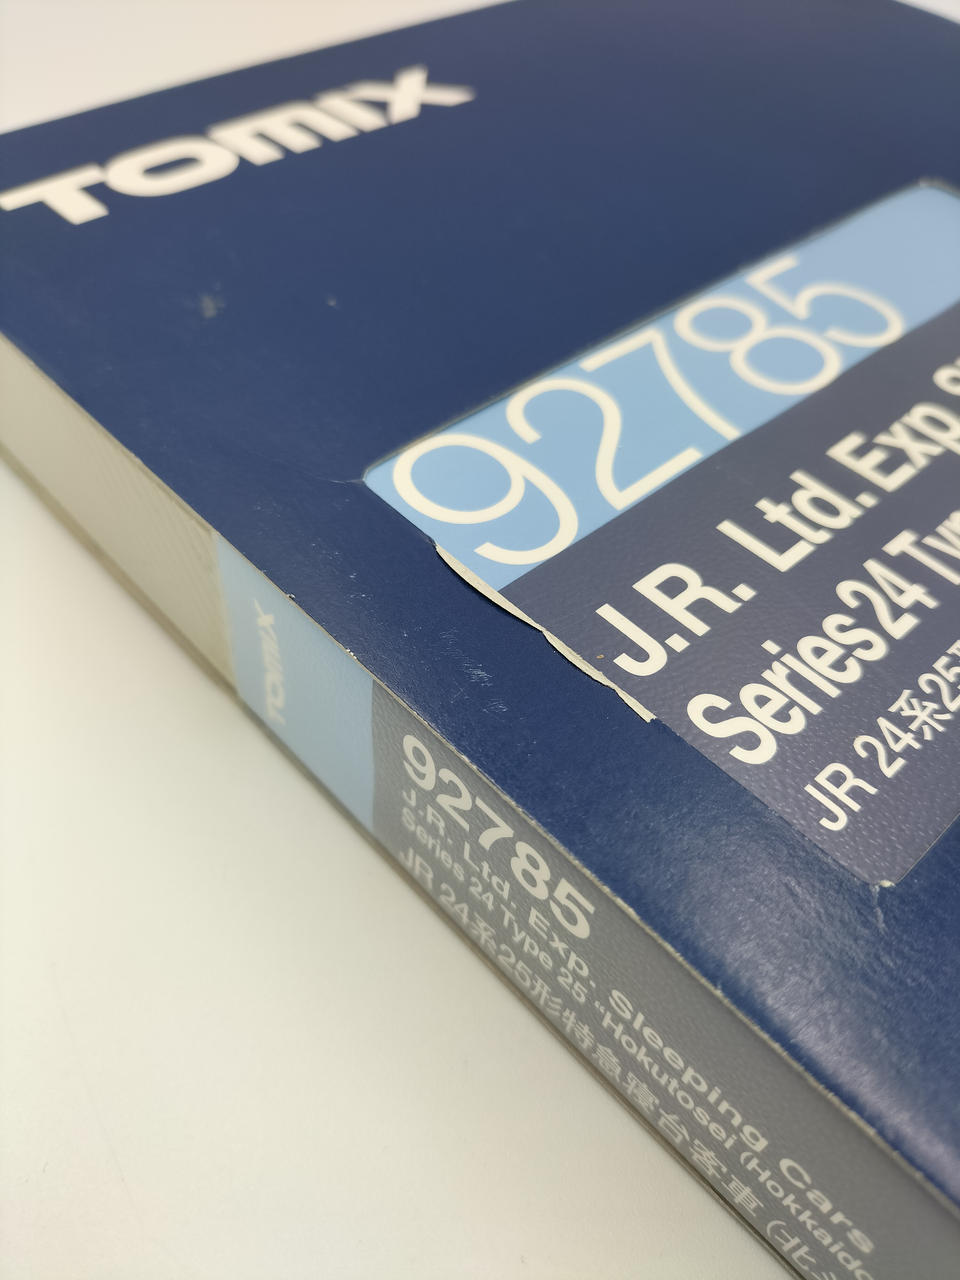 TOMIX
92785
J.R. Ltd. Exp.
Series 24
JR 24系25
TOMIX
92785
J.R. Ltd. Exp. Sleeping Cars
Series 24 Type 25 "Hokutosei (Hokkaido
JR 24系25形特急寝台客車 (北